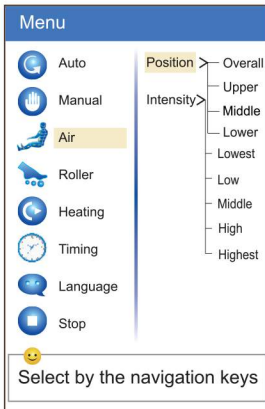 Menu
Auto
Manual
Air
Roller
Heating
Timing
Language
Stop
Position
Overall
Upper
Middle
Lower
Intensity
Lowest
Low
Middle
High
Highest
Select by the navigation keys